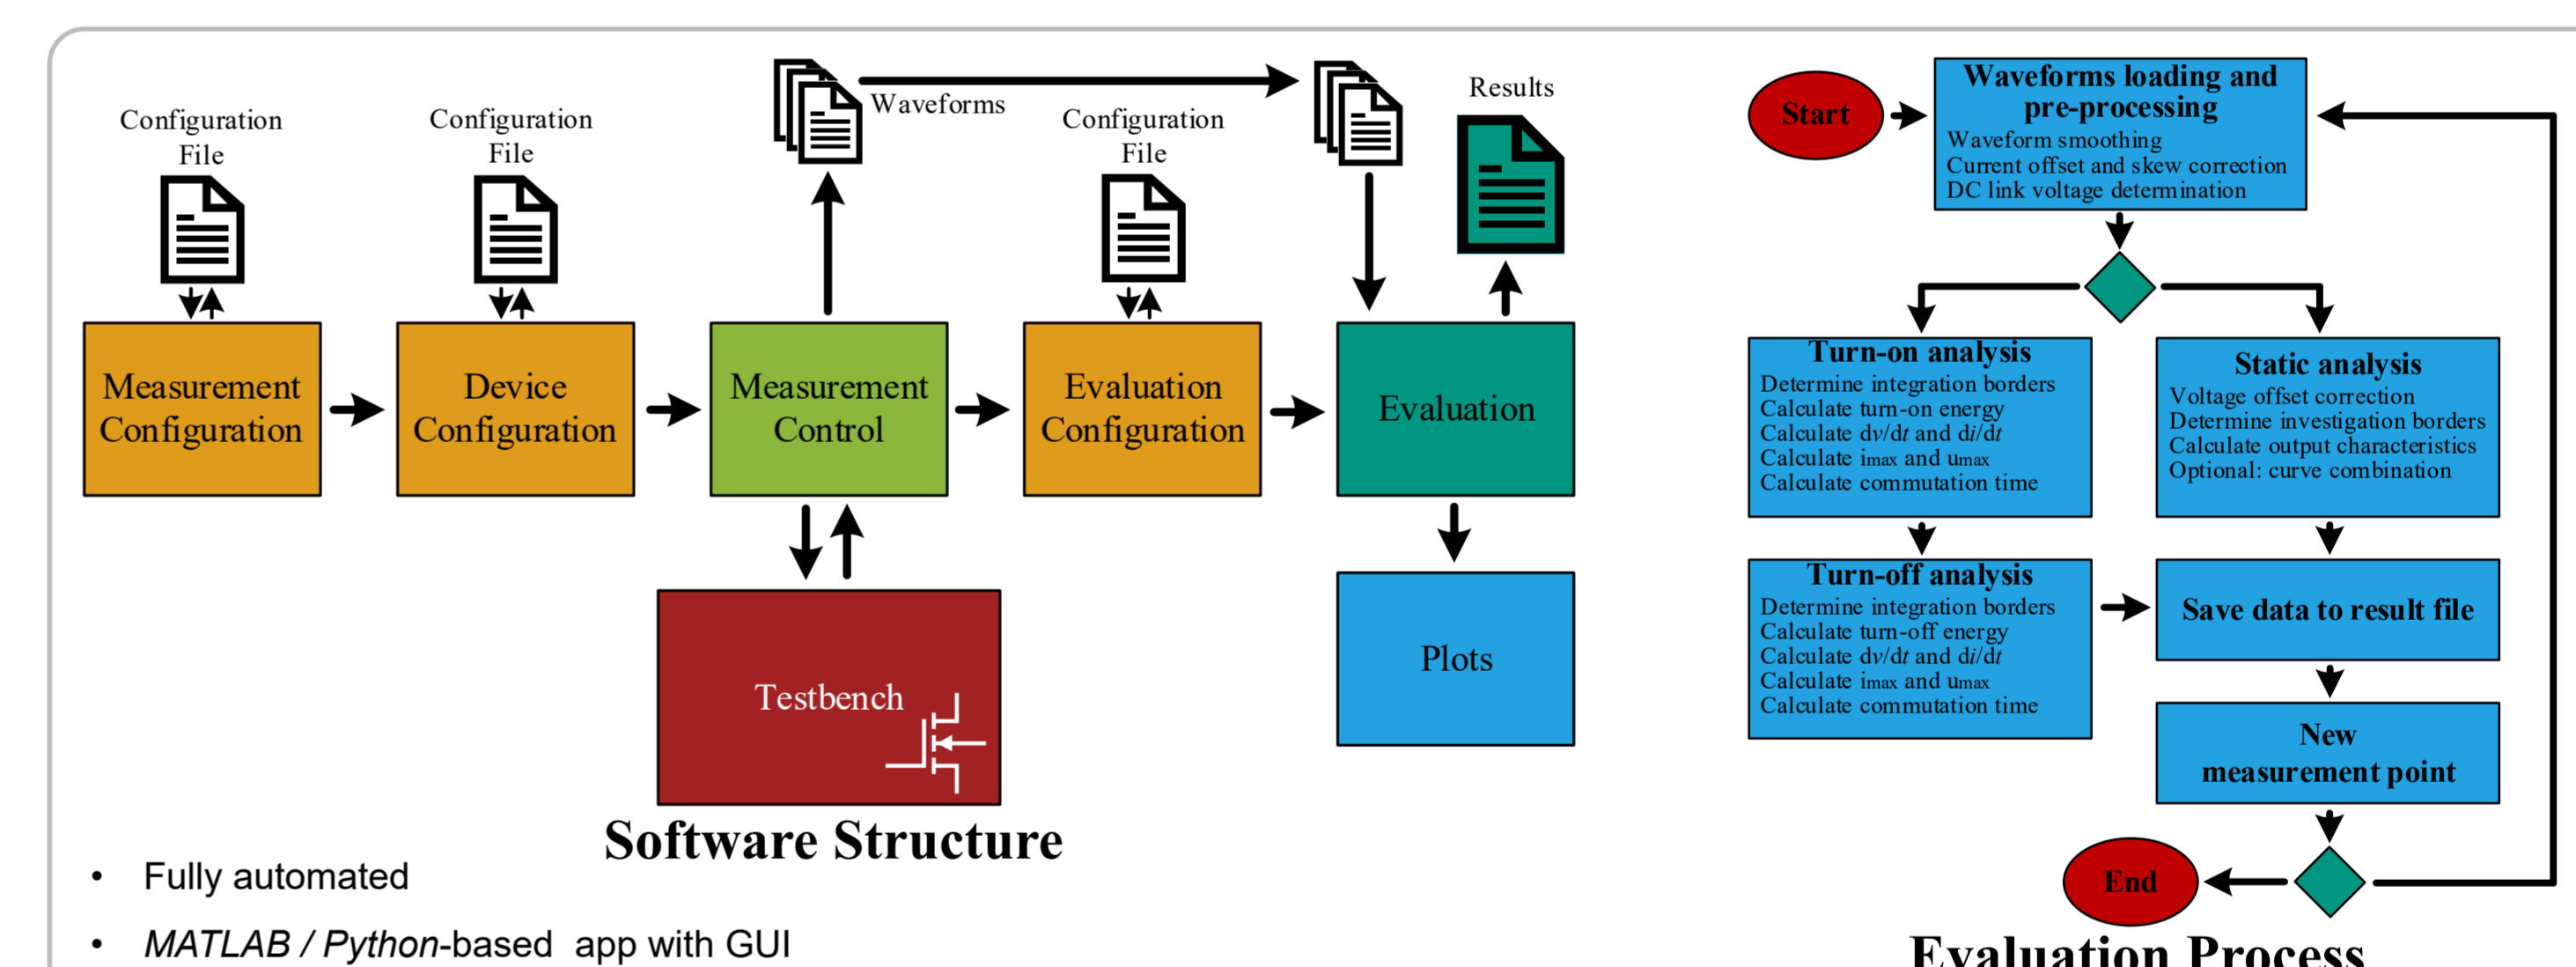 Configuration
File
Configuration
File
Waveforms
Configuration
File
Results
Measurement
Configuration
Device
Configuration
Measurement
Control
Evaluation
Configuration
Evaluation
Testbench
Plots
Software Structure
• Fully automated
• MATLAB / Python-based app with GUI
Start
Waveforms loading and
pre-processing
Waveform smoothing
Current offset and skew correction
DC link voltage determination
Turn-on analysis
Determine integration borders
Calculate turn-on energy
Calculate dv/dt and di/dt
Calculate imax and umax
Calculate commutation time
Static analysis
Voltage offset correction
Determine investigation borders
Calculate output characteristics
Optional: curve combination
Turn-off analysis
Determine integration borders
Calculate turn-off energy
Calculate dv/dt and di/dt
Calculate imax and umax
Calculate commutation time
Save data to result file
New
measurement point
End
Evaluation Process